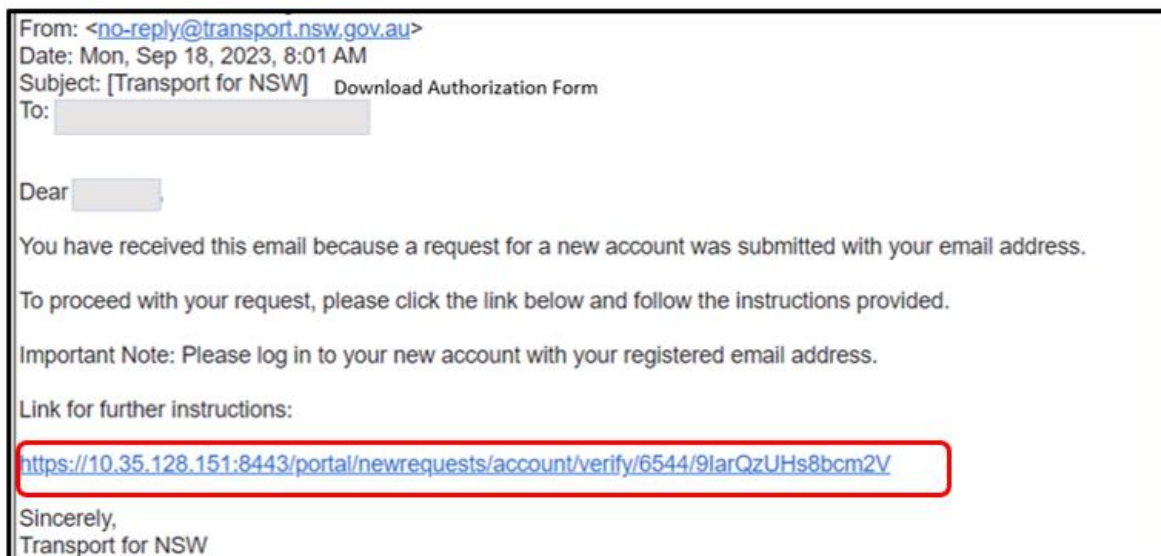 From: <no-reply@transport.nsw.gov.au>
Date: Mon, Sep 18, 2023, 8:01 AM
Subject: [Transport for NSW] Download Authorization Form
To:
Dear ,
You have received this email because a request for a new account was submitted with your email address.
To proceed with your request, please click the link below and follow the instructions provided.
Important Note: Please log in to your new account with your registered email address.
Link for further instructions:
https://10.35.128.151:8443/portal/newrequests/account/verify/6544/9IarQzUHs8bcm2V
Sincerely,
Transport for NSW